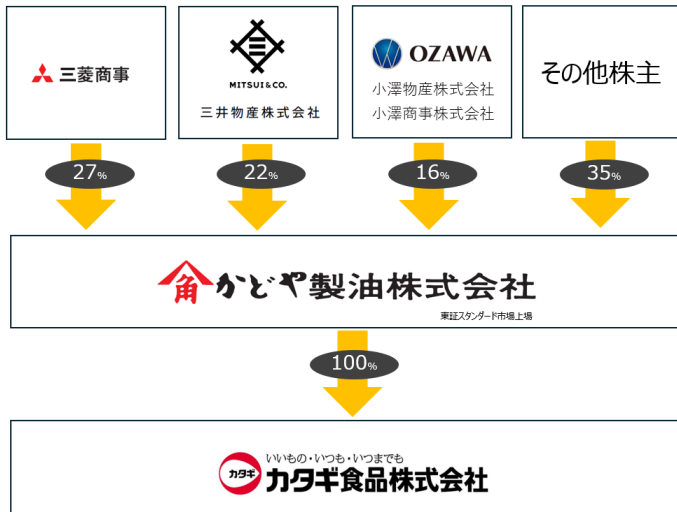 三菱商事
MITSUI&CO.
三井物産株式会社
OZAWA
小澤物産株式会社
小澤商事株式会社
その他株主
27%
22%
16%
35%
角 かどや製油株式会社
東証スタンダード市場上場
100%
いいもの・いつも・いつまでも
カタギ カタギ食品株式会社